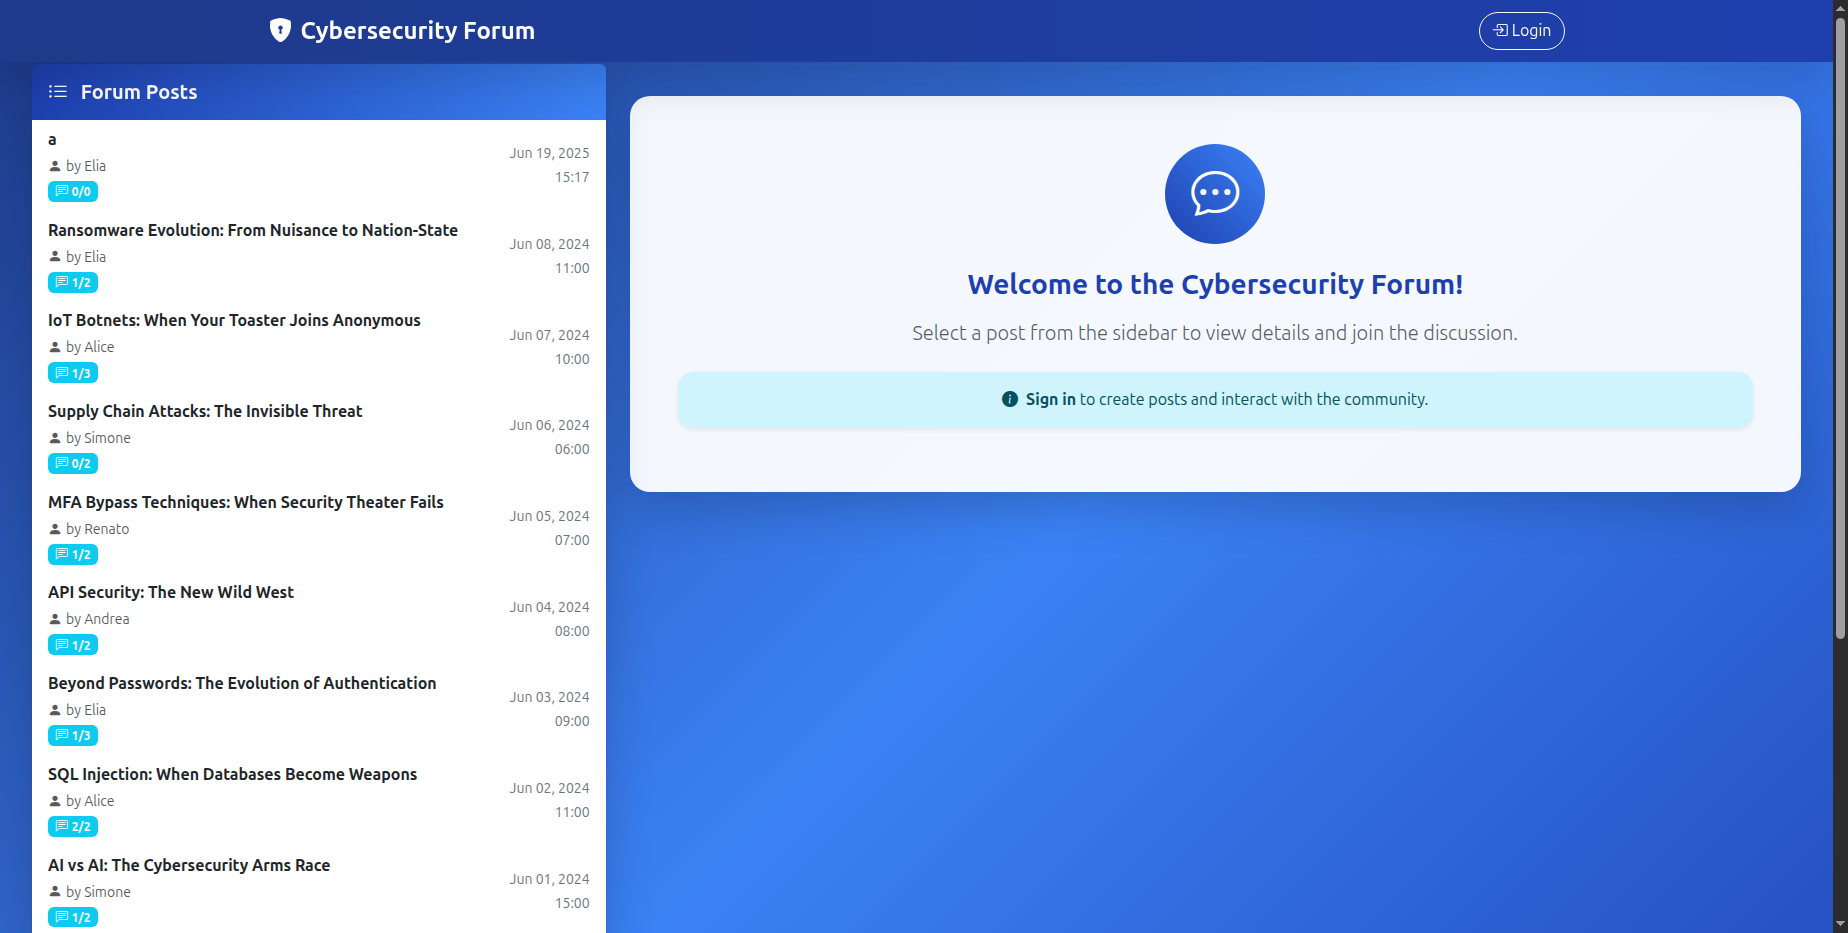 Cybersecurity Forum
Login
Forum Posts
a
by Elia
Jun 19, 2025
15:17
0/0
Ransomware Evolution: From Nuisance to Nation-State
by Elia
Jun 08, 2024
11:00
1/2
IoT Botnets: When Your Toaster Joins Anonymous
by Alice
Jun 07, 2024
10:00
1/3
Supply Chain Attacks: The Invisible Threat
by Simone
Jun 06, 2024
06:00
0/2
MFA Bypass Techniques: When Security Theater Fails
by Renato
Jun 05, 2024
07:00
1/2
API Security: The New Wild West
by Andrea
Jun 04, 2024
08:00
1/2
Beyond Passwords: The Evolution of Authentication
by Elia
Jun 03, 2024
09:00
1/3
SQL Injection: When Databases Become Weapons
by Alice
Jun 02, 2024
11:00
2/2
AI vs AI: The Cybersecurity Arms Race
by Simone
Jun 01, 2024
15:00
1/2
Welcome to the Cybersecurity Forum!
Select a post from the sidebar to view details and join the discussion.
Sign in to create posts and interact with the community.